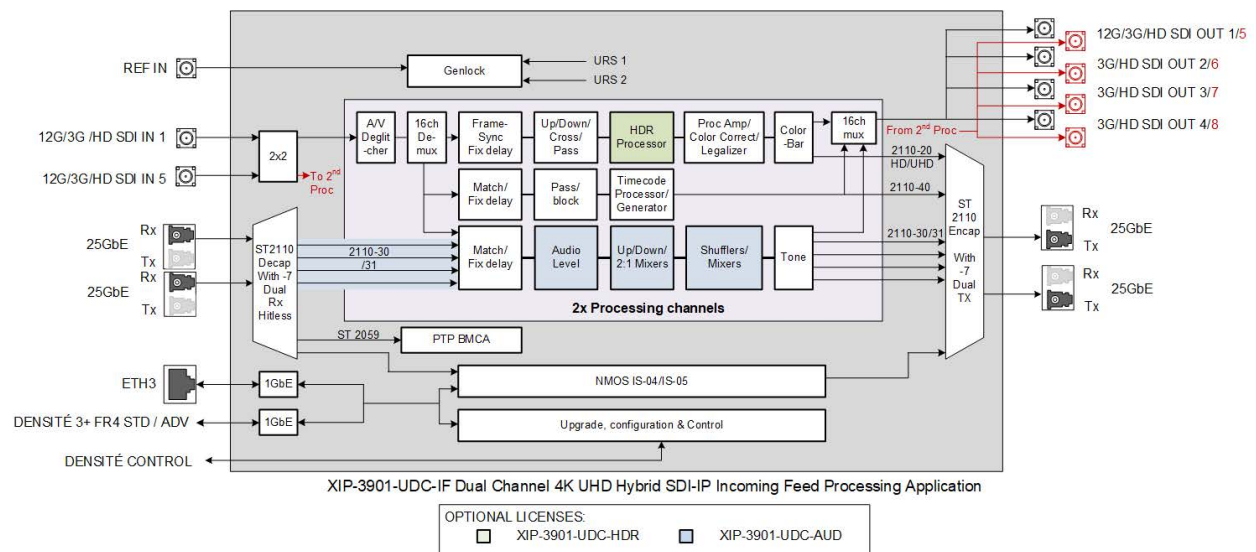 12G/3G/HD SDI OUT 1/5
3G/HD SDI OUT 2/6
3G/HD SDI OUT 3/7
3G/HD SDI OUT 4/8
REF IN
Genlock
URS 1
URS 2
12G/3G /HD SDI IN 1
12G/3G/HD SDI IN 5
2x2
To 2nd
Proc
A/V
Deglit
-cher
16ch
De-
mux
Frame-
Sync
Fix delay
Up/Down/
Cross/
Pass
HDR
Processor
Proc Amp/
Color Correct/
Legalizer
Color
-Bar
16ch
mux
From 2nd Proc
2110-20
HD/UHD
Match/
Fix delay
Pass/
block
Timecode
Processor/
Generator
2110-40
25GbE
Rx
Tx
25GbE
Rx
Tx
ST2110
Decap
With -7
Dual
Rx
Hitless
2110-30
/31
Match/
Fix delay
Audio
Level
Up/Down/
2:1 Mixers
Shufflers/
Mixers
Tone
2110-30/31
2x Processing channels
ST
2110
Encap
With
-7
Dual
TX
Rx
Tx
25GbE
Rx
Tx
25GbE
ST 2059
PTP BMCA
ETH3
1GbE
NMOS IS-04/IS-05
DENSITÉ 3+ FR4 STD / ADV
1GbE
Upgrade, configuration & Control
DENSITÉ CONTROL
XIP-3901-UDC-IF Dual Channel 4K UHD Hybrid SDI-IP Incoming Feed Processing Application
OPTIONAL LICENSES:
XIP-3901-UDC-HDR
XIP-3901-UDC-AUD